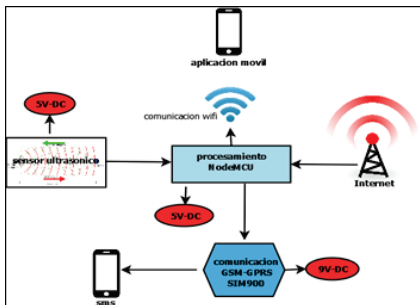 aplicacion movil
5V-DC
comunicacion wifi
sensor ultrasonico
procesamiento
NodeMCU
Internet
5V-DC
comunicacion
GSM-GPRS
SIM900
9V-DC
sms